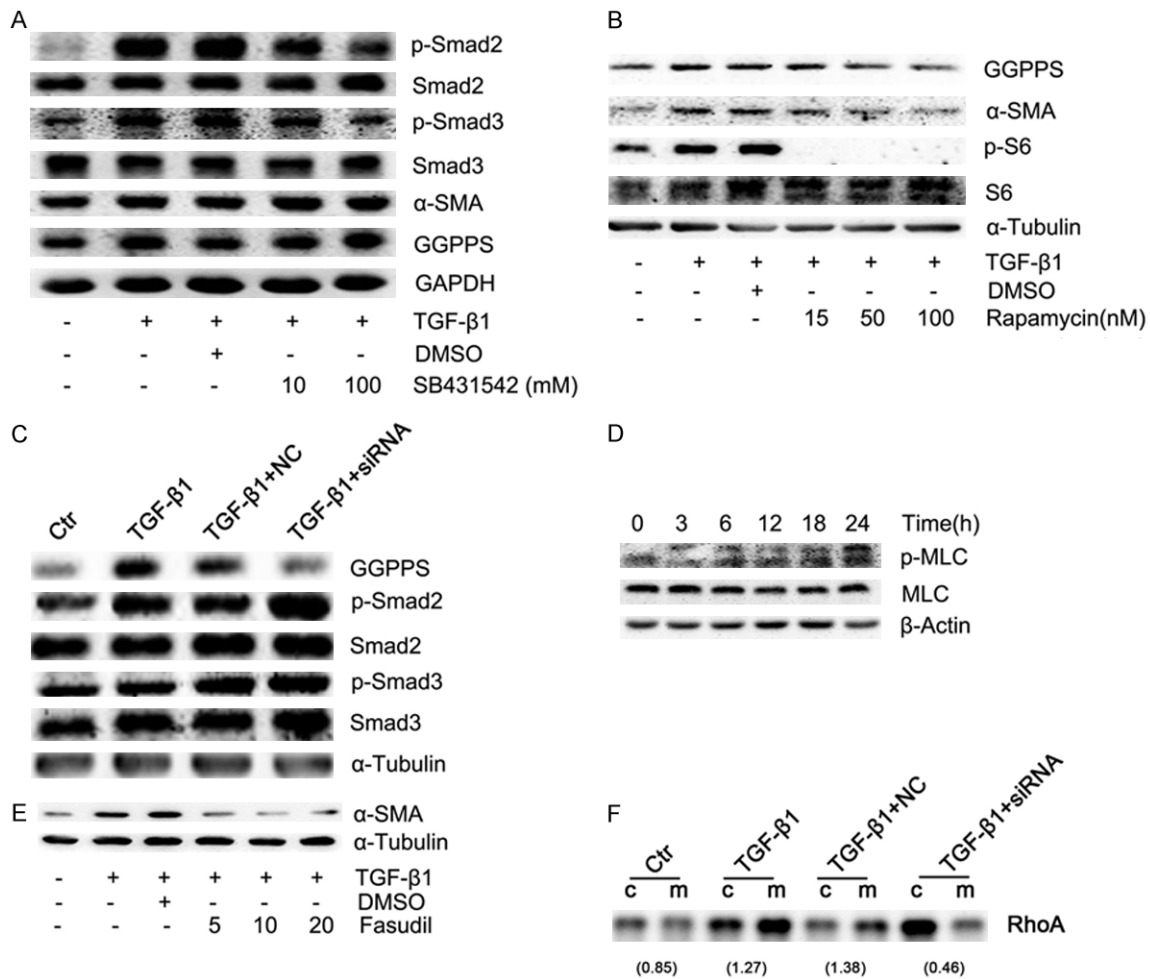 A
p-Smad2
Smad2
p-Smad3
Smad3
α-SMA
GGPPS
GAPDH
- + + + + TGF-β1
- - + - - DMSO
- - - 10 100 SB431542 (mM)
B
GGPPS
α-SMA
p-S6
S6
α-Tubulin
- + + + + + TGF-β1
- - + - - - DMSO
- - - 15 50 100 Rapamycin(nM)
C
Ctr TGF-β1 TGF-β1+NC TGF-β1+siRNA
GGPPS
p-Smad2
Smad2
p-Smad3
Smad3
α-Tubulin
D
0 3 6 12 18 24 Time(h)
p-MLC
MLC
β-Actin
E
α-SMA
α-Tubulin
- + + + + + TGF-β1
- - + - - - DMSO
- - - 5 10 20 Fasudil
F
Ctr TGF-β1 TGF-β1+NC TGF-β1+siRNA
c m c m c m c m
RhoA
(0.85) (1.27) (1.38) (0.46)